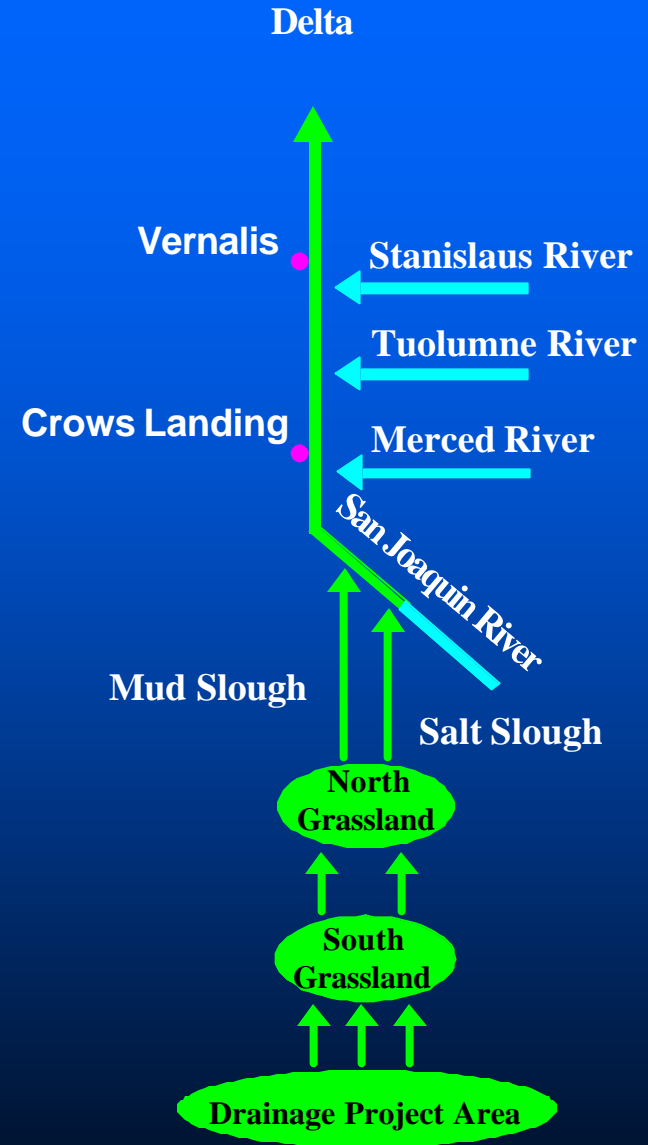 Delta
Vernalis
Stanislaus River
Tuolumne River
Crows Landing
Merced River
San Joaquin River
Mud Slough
Salt Slough
North
Grassland
South
Grassland
Drainage Project Area